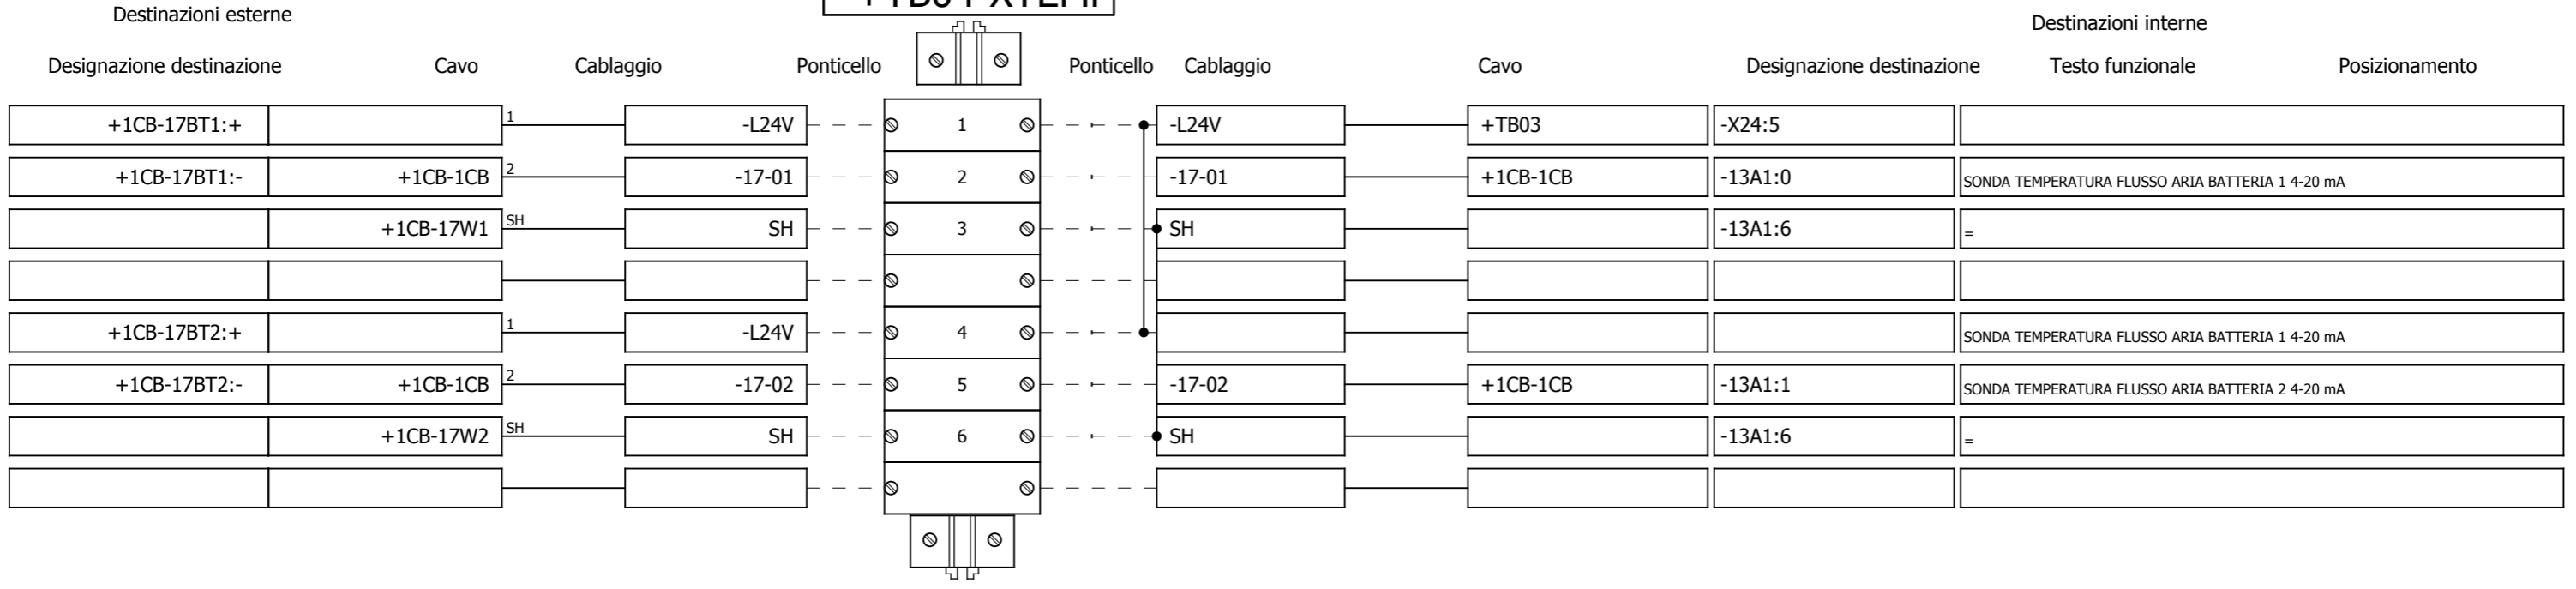 Destinazioni esterne
Destinazioni interne
Designazione destinazione Cavo Cablaggio Ponticello Ponticello Cablaggio Cavo Designazione destinazione Testo funzionale Posizionamento
+1CB-17BT1:+ 1 -L24V 1 -L24V +TB03 -X24:5
+1CB-17BT1:- +1CB-1CB 2 -17-01 2 -17-01 +1CB-1CB -13A1:0 SONDA TEMPERATURA FLUSSO ARIA BATTERIA 1 4-20 mA
+1CB-17W1 SH SH 3 SH -13A1:6 =
+1CB-17BT2:+ 1 -L24V 4 SONDA TEMPERATURA FLUSSO ARIA BATTERIA 1 4-20 mA
+1CB-17BT2:- +1CB-1CB 2 -17-02 5 -17-02 +1CB-1CB -13A1:1 SONDA TEMPERATURA FLUSSO ARIA BATTERIA 2 4-20 mA
+1CB-17W2 SH SH 6 SH -13A1:6 =